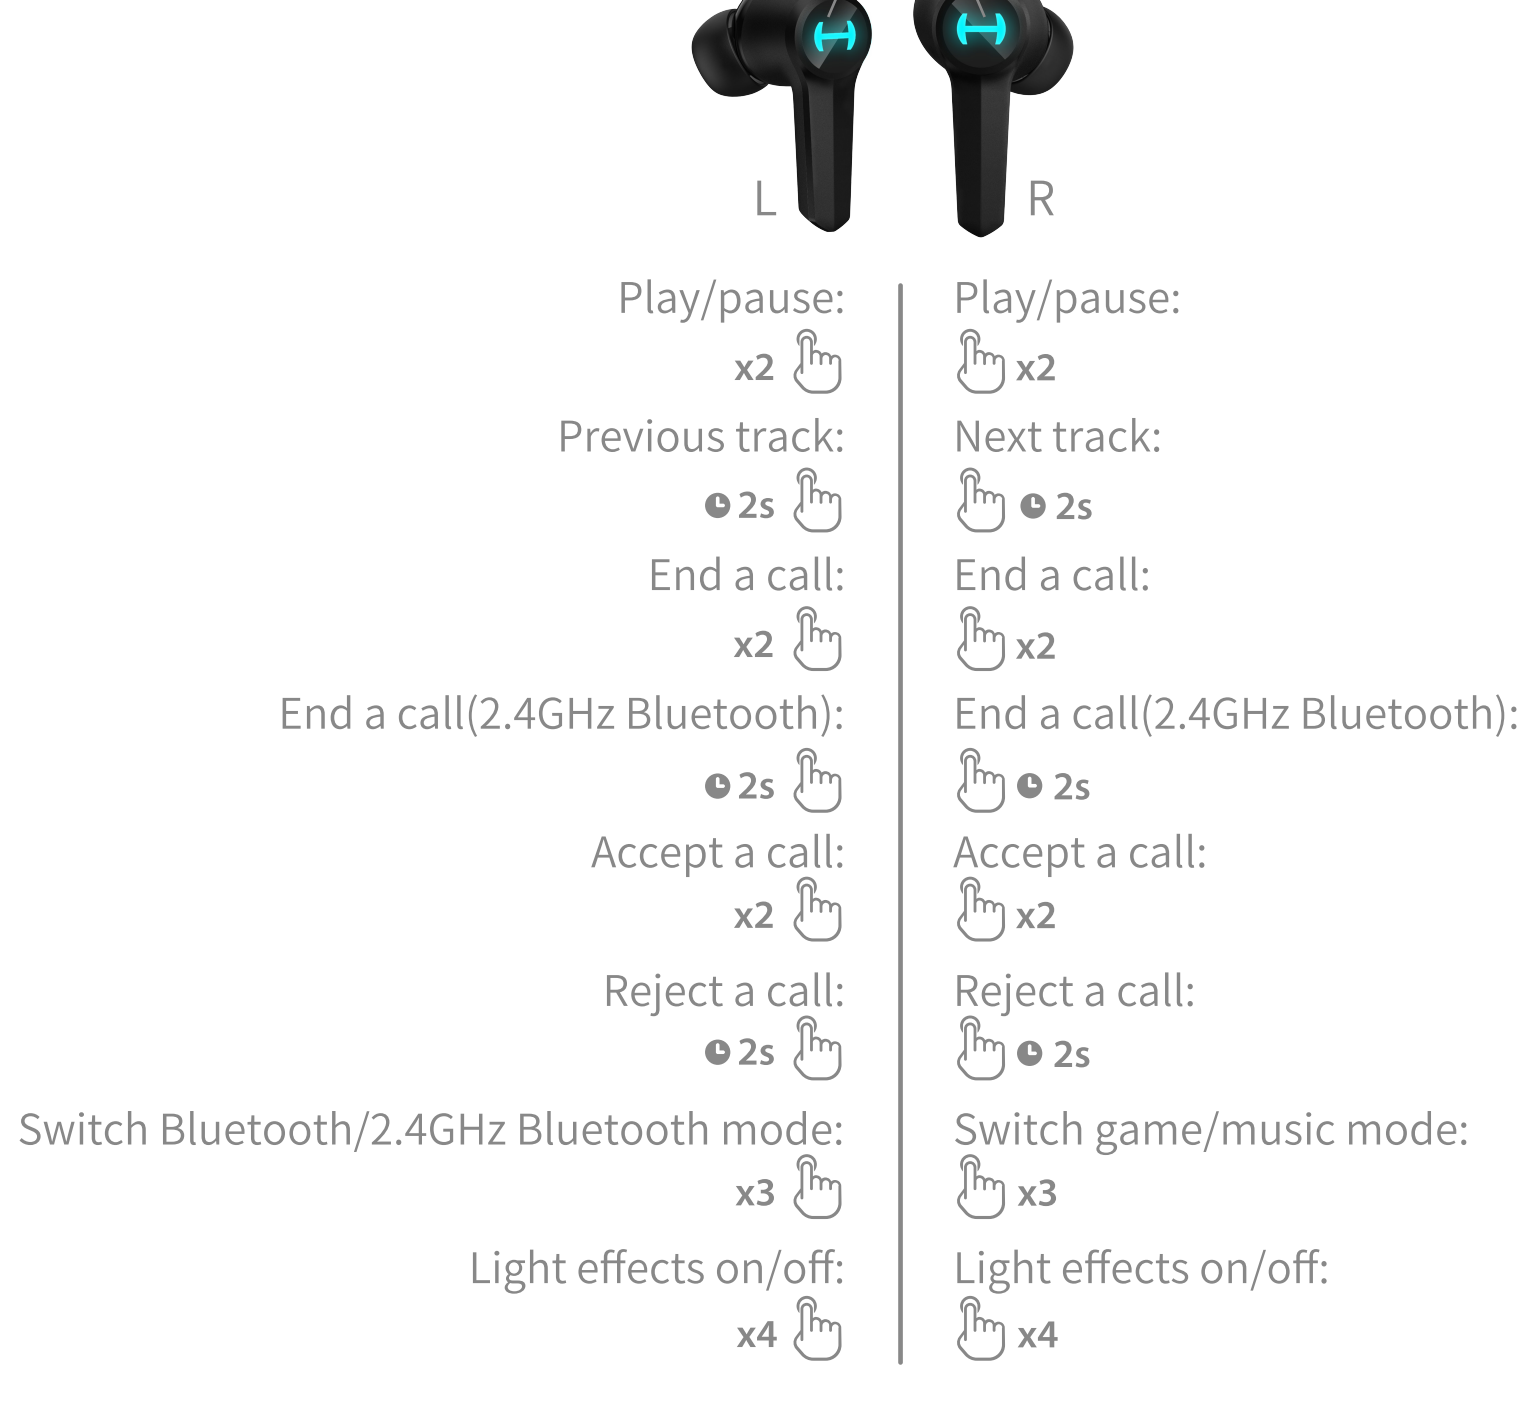 L
R
Play/pause:
x2
Previous track:
2s
End a call:
x2
End a call(2.4GHz Bluetooth):
2s
Accept a call:
x2
Reject a call:
2s
Switch Bluetooth/2.4GHz Bluetooth mode:
x3
Light effects on/off:
x4
Play/pause:
x2
Next track:
2s
End a call:
x2
End a call(2.4GHz Bluetooth):
2s
Accept a call:
x2
Reject a call:
2s
Switch game/music mode:
x3
Light effects on/off:
x4